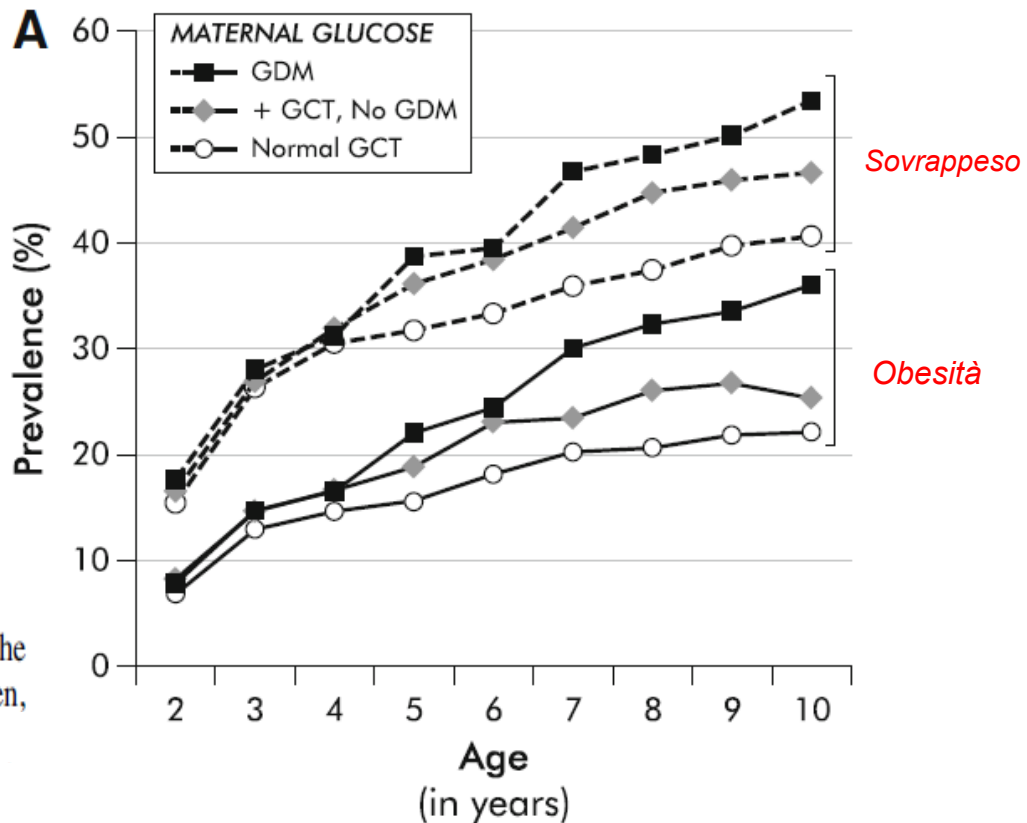 A
60
50
40
30
20
10
0
Prevalence (%)
MATERNAL GLUCOSE
GDM
+ GCT, No GDM
Normal GCT
Sovrappeso
Obesità
he
en,
2 3 4 5 6 7 8 9 10
Age
(in years)